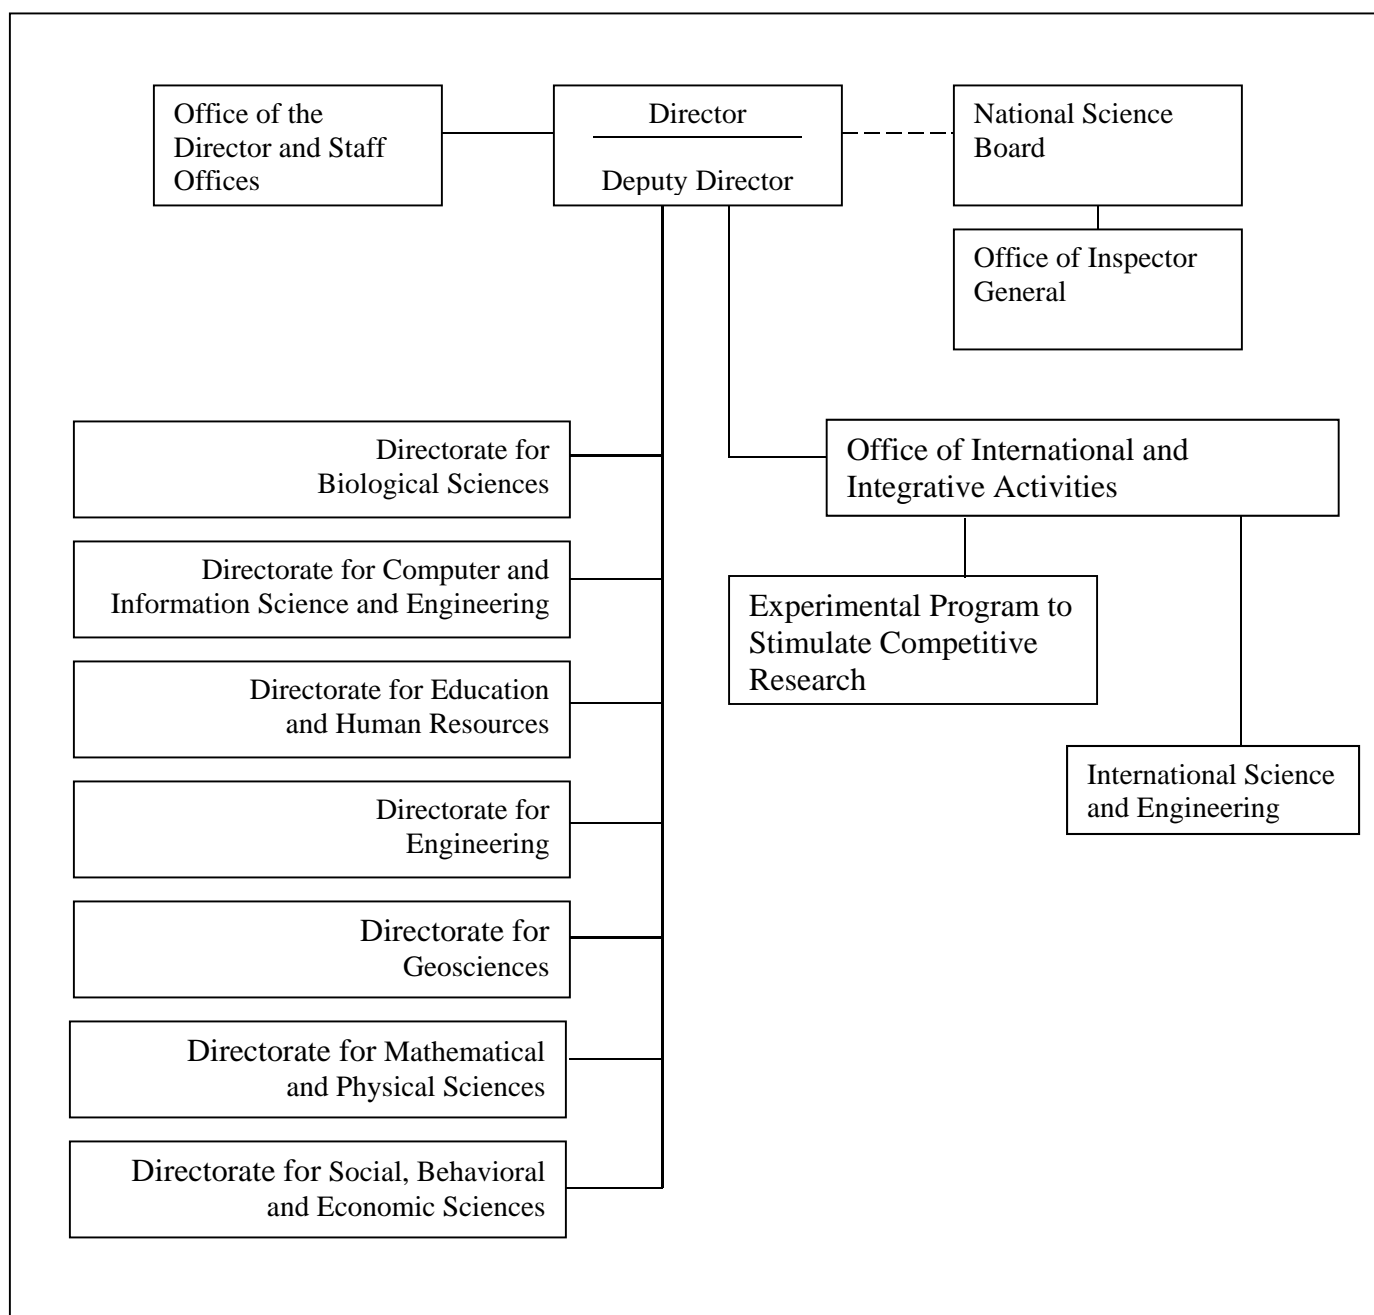 Office of the
Director and Staff
Offices
Director
Deputy Director
National Science
Board
Office of Inspector
General
Directorate for
Biological Sciences
Directorate for Computer and
Information Science and Engineering
Directorate for Education
and Human Resources
Directorate for
Engineering
Directorate for
Geosciences
Directorate for Mathematical
and Physical Sciences
Directorate for Social, Behavioral
and Economic Sciences
Office of International and
Integrative Activities
Experimental Program to
Stimulate Competitive
Research
International Science
and Engineering